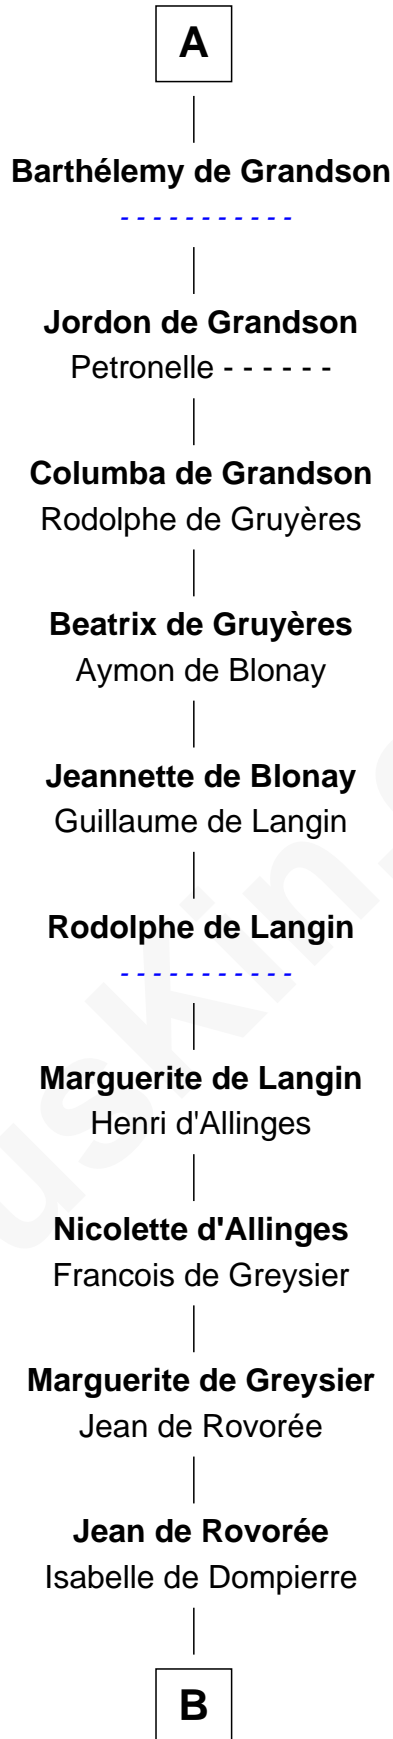 A
Barthélemy de Grandson
- - - - - - - - - - -
Jordon de Grandson
Petronelle - - - - - -
Columba de Grandson
Rodolphe de Gruyères
Beatrix de Gruyères
Aymon de Blonay
Jeannette de Blonay
Guillaume de Langin
Rodolphe de Langin
- - - - - - - - - - -
Marguerite de Langin
Henri d'Allinges
Nicolette d'Allinges
Francois de Greysier
Marguerite de Greysier
Jean de Rovorée
Jean de Rovorée
Isabelle de Dompierre
B